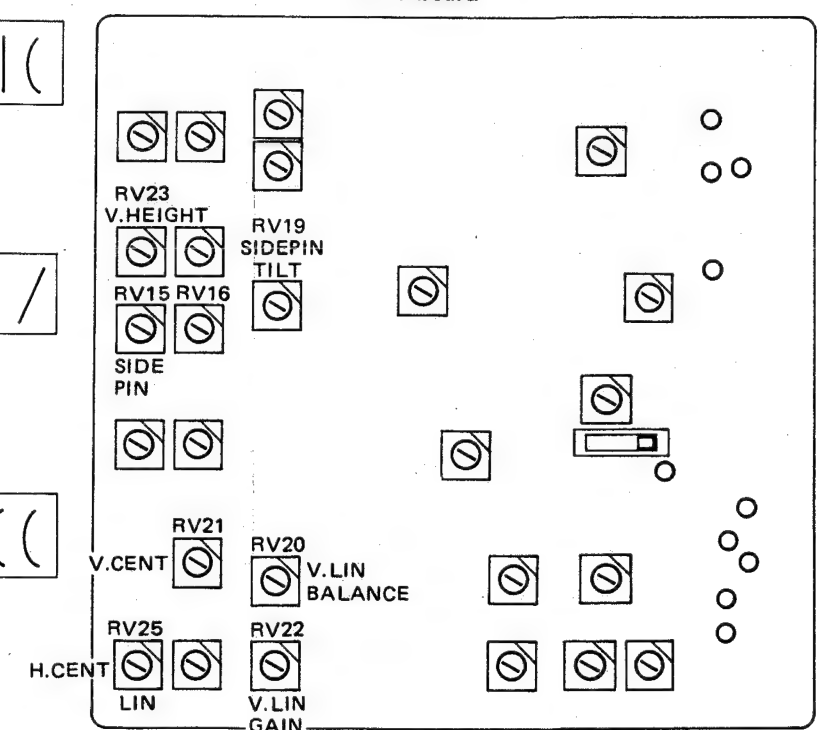 RV23
V.HEIGHT
RV19
SIDEPIN
TILT
RV15 RV16
SIDE
PIN
RV21
V.CENT
RV20
V.LIN
BALANCE
RV25
H.CENT
LIN
RV22
V.LIN
GAIN